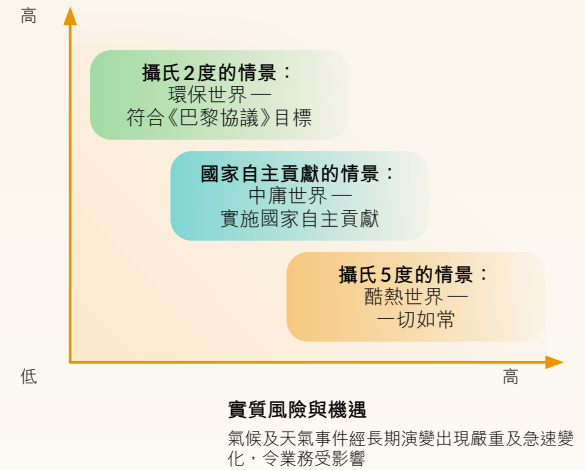 高
攝氏2度的情景：
環保世界 —
符合《巴黎協議》目標
國家自主貢獻的情景：
中庸世界 —
實施國家自主貢獻
攝氏5度的情景：
酷熱世界 —
一切如常
低
高
實質風險與機遇
氣候及天氣事件經長期演變出現嚴重及急速變
化，令業務受影響